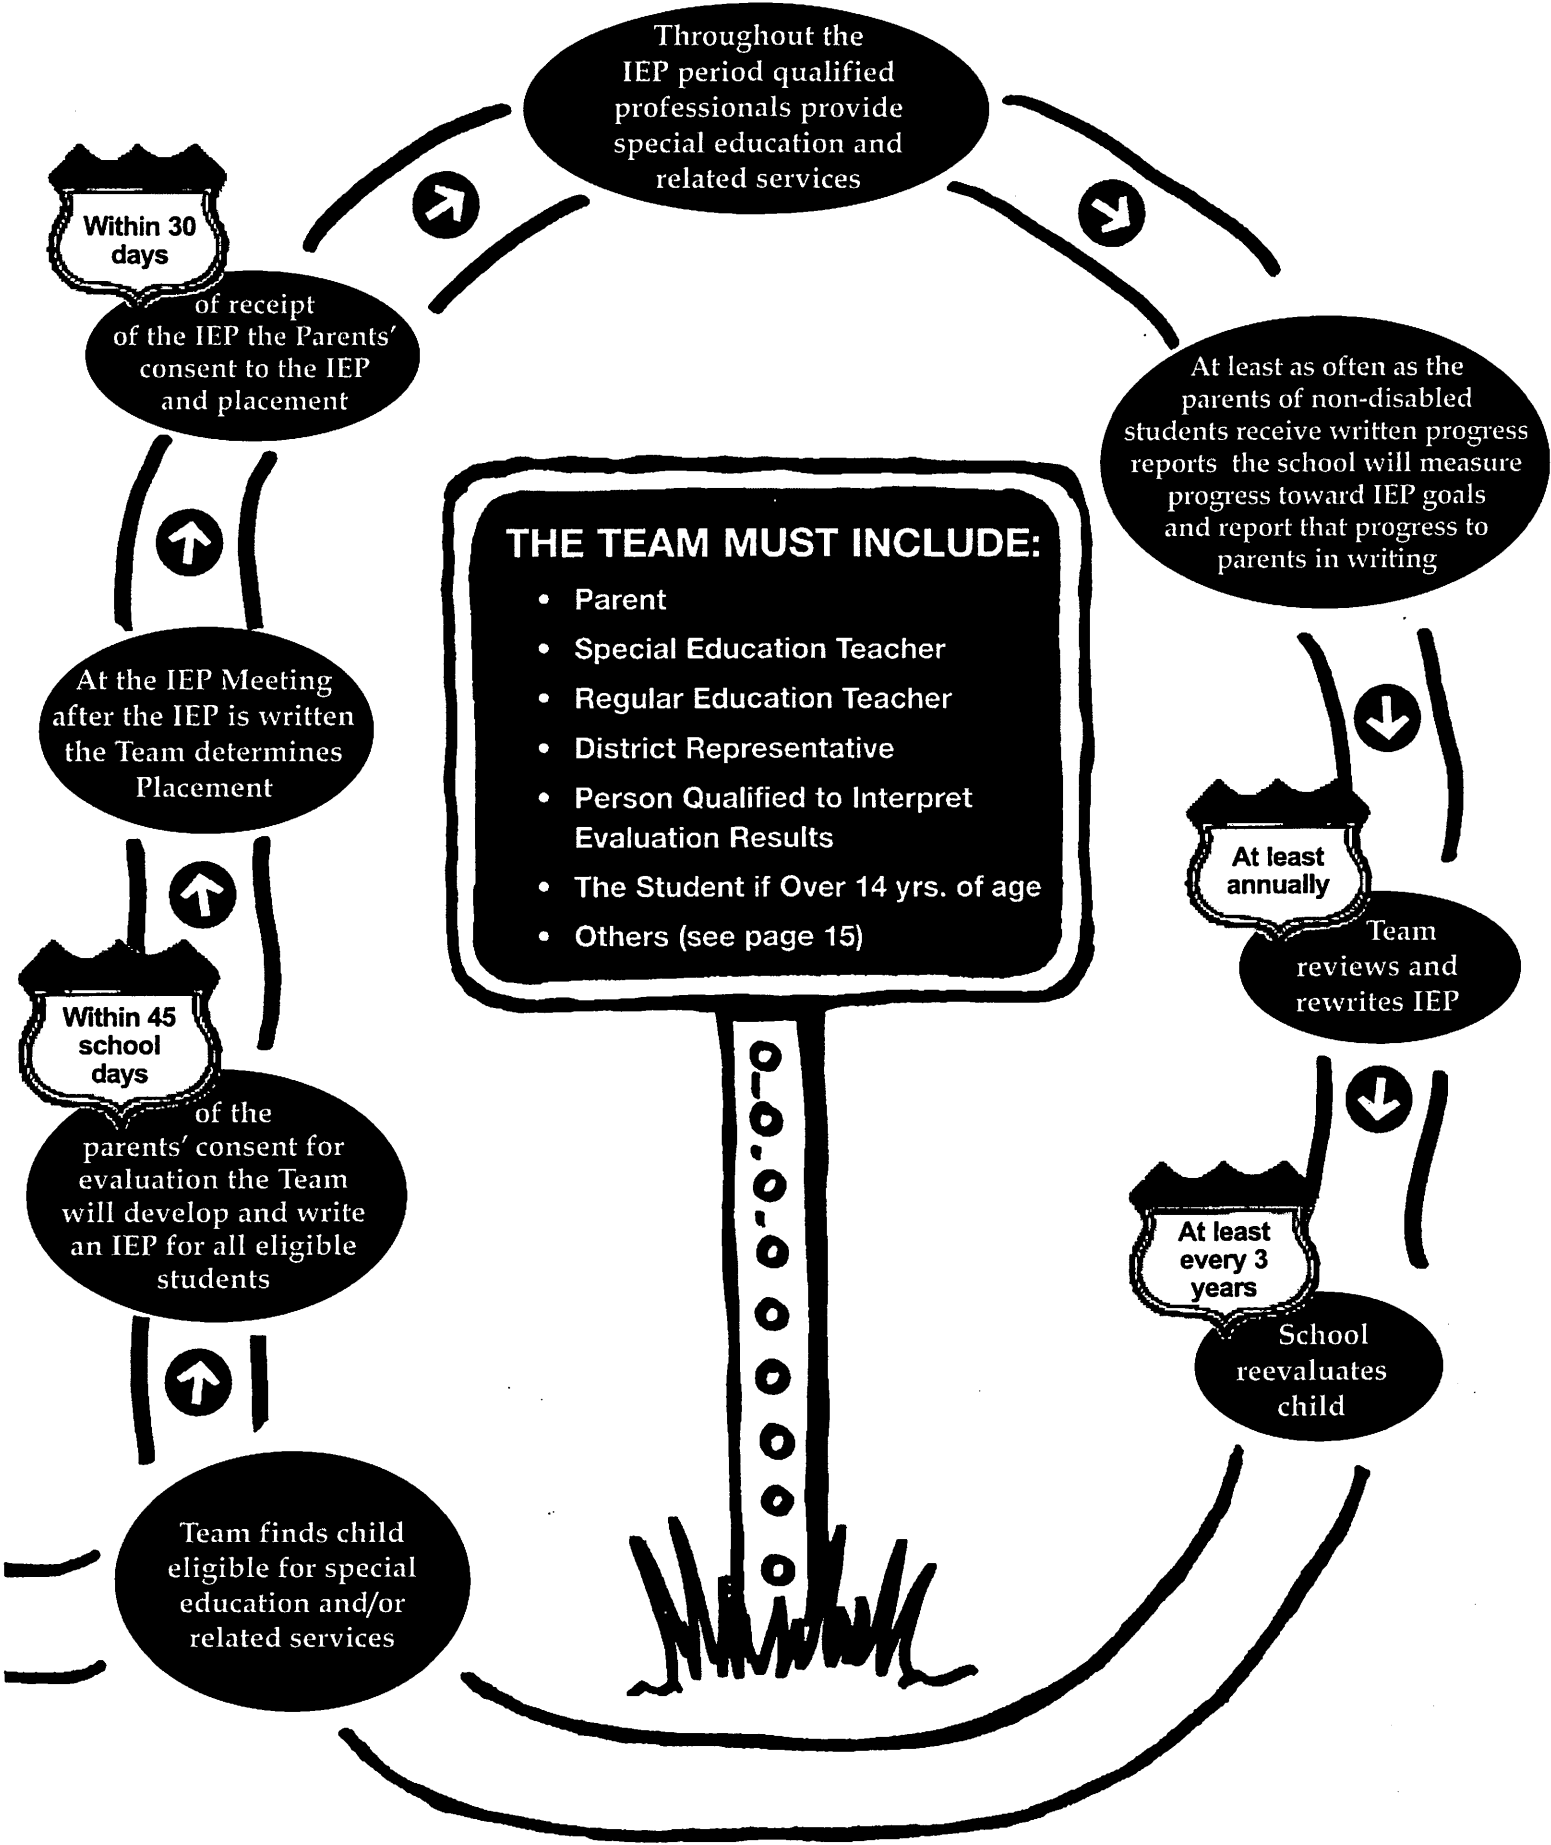 Throughout the
IEP period qualified
professionals provide
special education and
related services
Within 30
days
of receipt
of the IEP the Parents'
consent to the IEP
and placement
At least as often as the
parents of non-disabled
students receive written progress
reports the school will measure
progress toward IEP goals
and report that progress to
parents in writing
THE TEAM MUST INCLUDE:
• Parent
• Special Education Teacher
• Regular Education Teacher
• District Representative
• Person Qualified to Interpret
Evaluation Results
• The Student if Over 14 yrs. of age
• Others (see page 15)
At the IEP Meeting
after the IEP is written
the Team determines
Placement
At least
annually
Team
reviews and
rewrites IEP
Within 45
school
days
of the
parents' consent for
evaluation the Team
will develop and write
an IEP for all eligible
students
At least
every 3
years
School
reevaluates
child
Team finds child
eligible for special
education and/or
related services